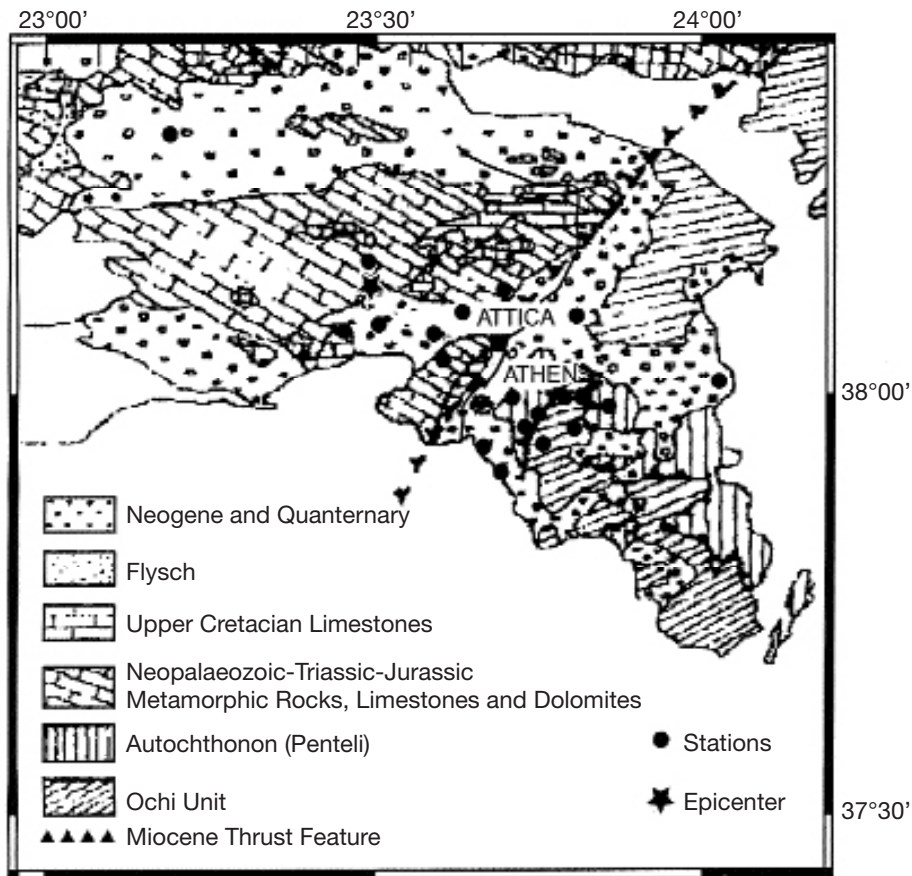 23°00’ 23°30’ 24°00’
ATTICA
ATHEN
38°00’
Neogene and Quanternary
Flysch
Upper Cretacian Limestones
Neopalaeozoic-Triassic-Jurassic
Metamorphic Rocks, Limestones and Dolomites
Autochthonon (Penteli)
Stations
Ochi Unit
Epicenter
37°30’
Miocene Thrust Feature